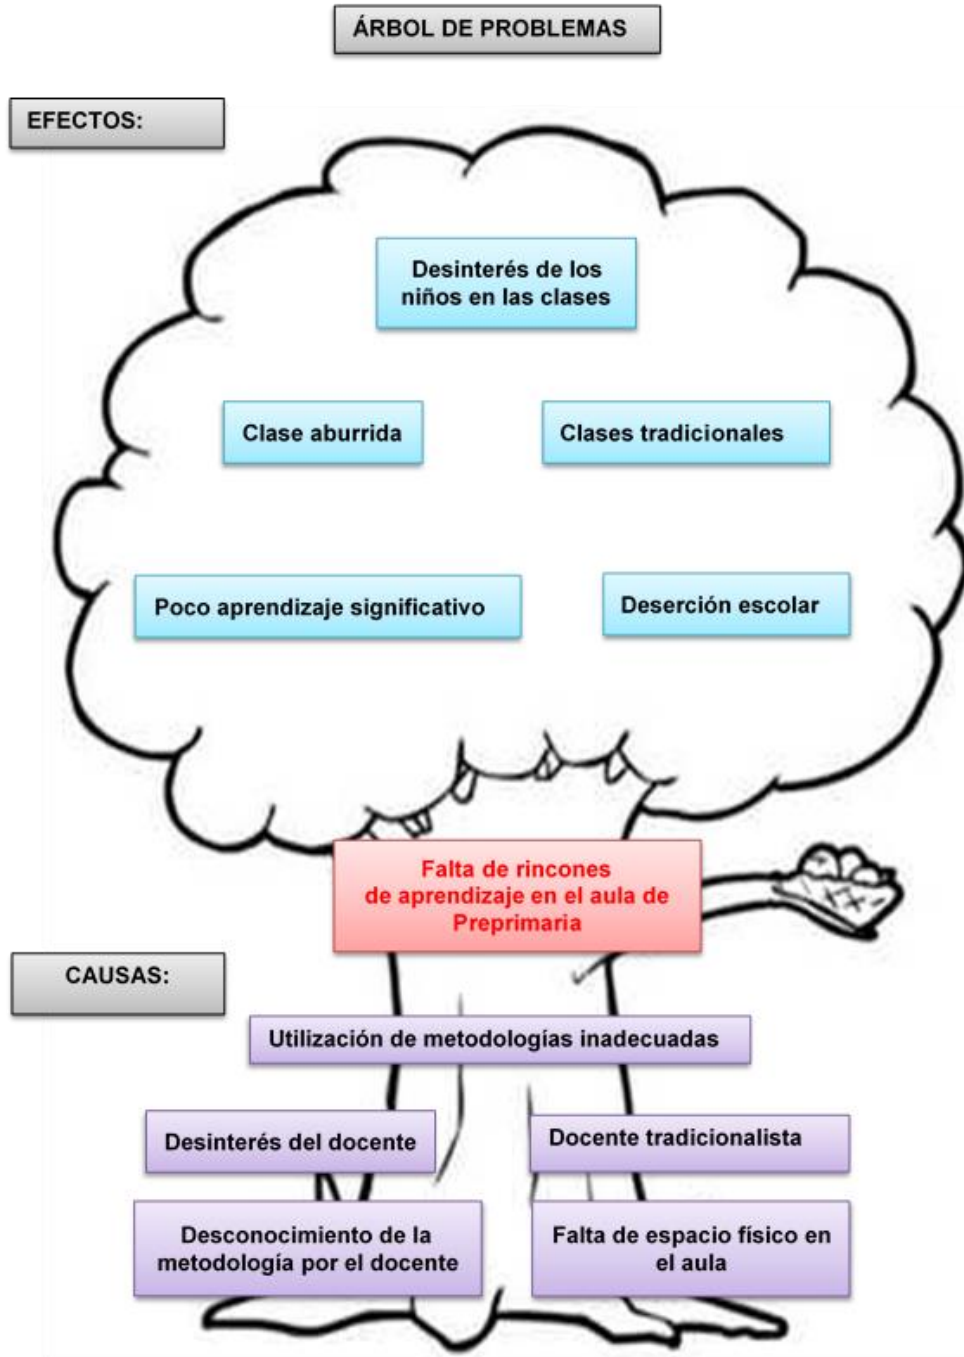 ÁRBOL DE PROBLEMAS
EFECTOS:
Desinterés de los
niños en las clases
Clase aburrida
Clases tradicionales
Poco aprendizaje significativo
Deserción escolar
Falta de rincones
de aprendizaje en el aula de
Preprimaria
CAUSAS:
Utilización de metodologías inadecuadas
Desinterés del docente
Docente tradicionalista
Desconocimiento de la
metodología por el docente
Falta de espacio físico en
el aula